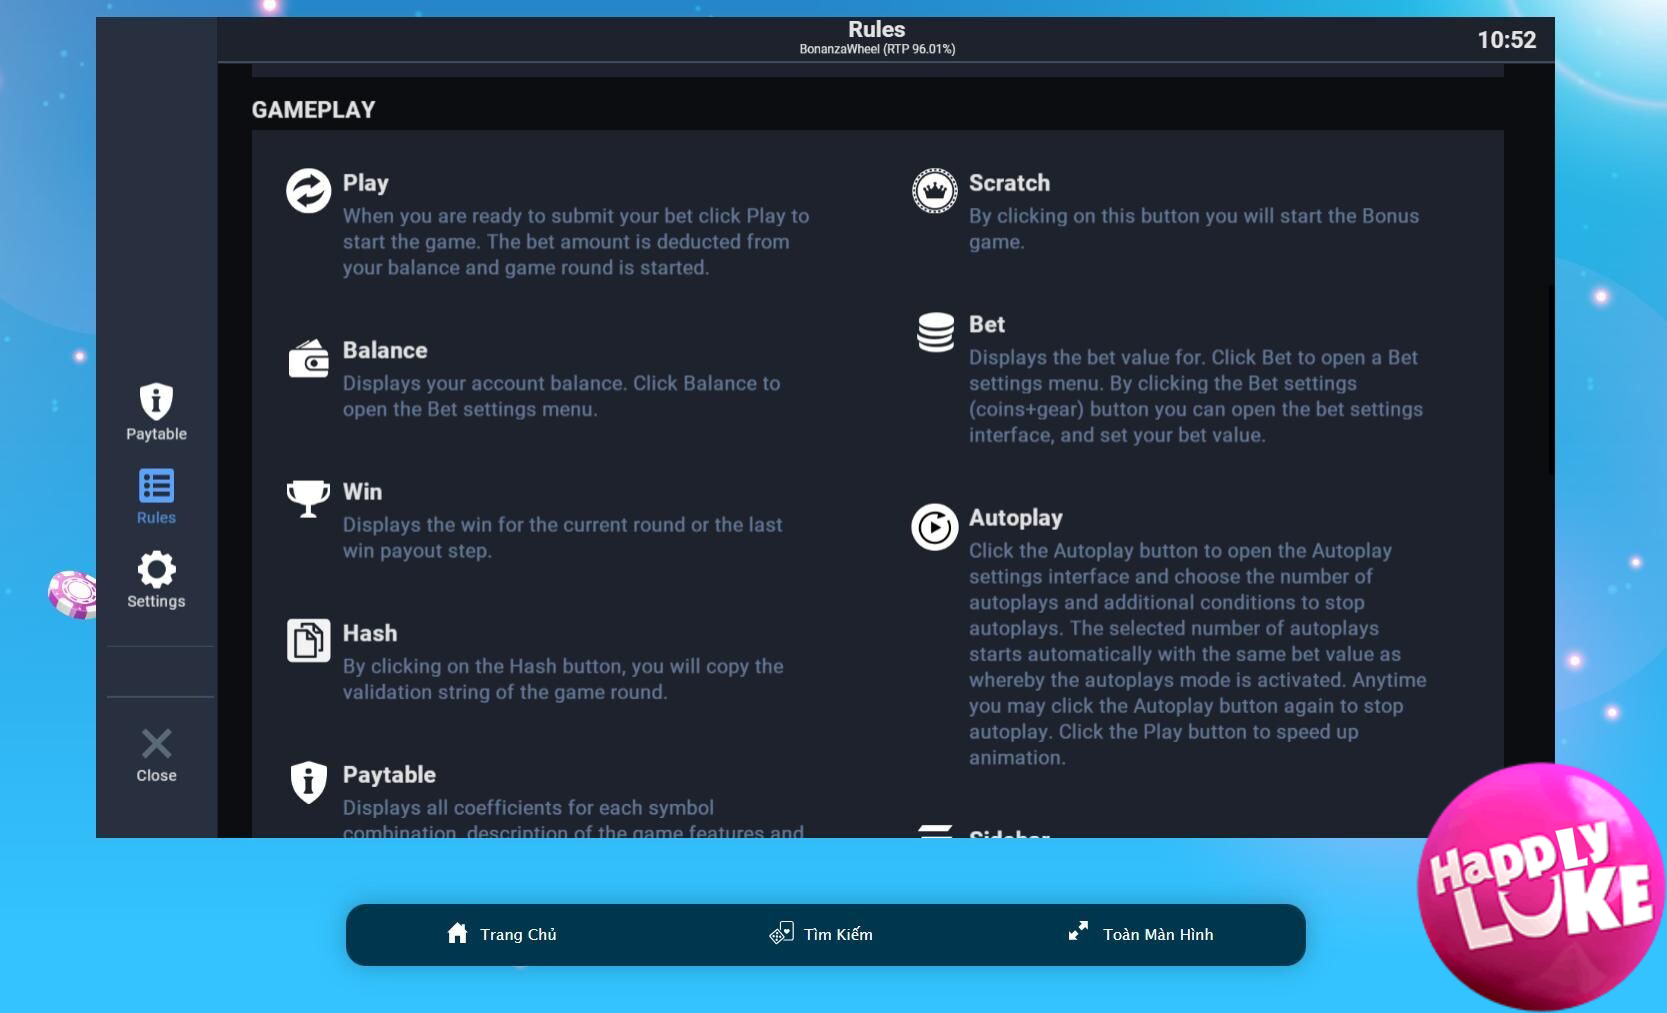 Rules
BonanzaWheel (RTP 96.01%)
10:52
GAMEPLAY
Play
When you are ready to submit your bet click Play to
start the game. The bet amount is deducted from
your balance and game round is started.
Balance
Displays your account balance. Click Balance to
open the Bet settings menu.
Win
Displays the win for the current round or the last
win payout step.
Hash
By clicking on the Hash button, you will copy the
validation string of the game round.
Paytable
Displays all coefficients for each symbol
combination, description of the game features and
Scratch
By clicking on this button you will start the Bonus
game.
Bet
Displays the bet value for. Click Bet to open a Bet
settings menu. By clicking the Bet settings
(coins+gear) button you can open the bet settings
interface, and set your bet value.
Autoplay
Click the Autoplay button to open the Autoplay
settings interface and choose the number of
autoplays and additional conditions to stop
autoplays. The selected number of autoplays
starts automatically with the same bet value as
whereby the autoplays mode is activated. Anytime
you may click the Autoplay button again to stop
autoplay. Click the Play button to speed up
animation.
Sidebar
Paytable
Rules
Settings
Close
Trang Chủ
Tìm Kiếm
Toàn Màn Hình
HappLy
LUKE